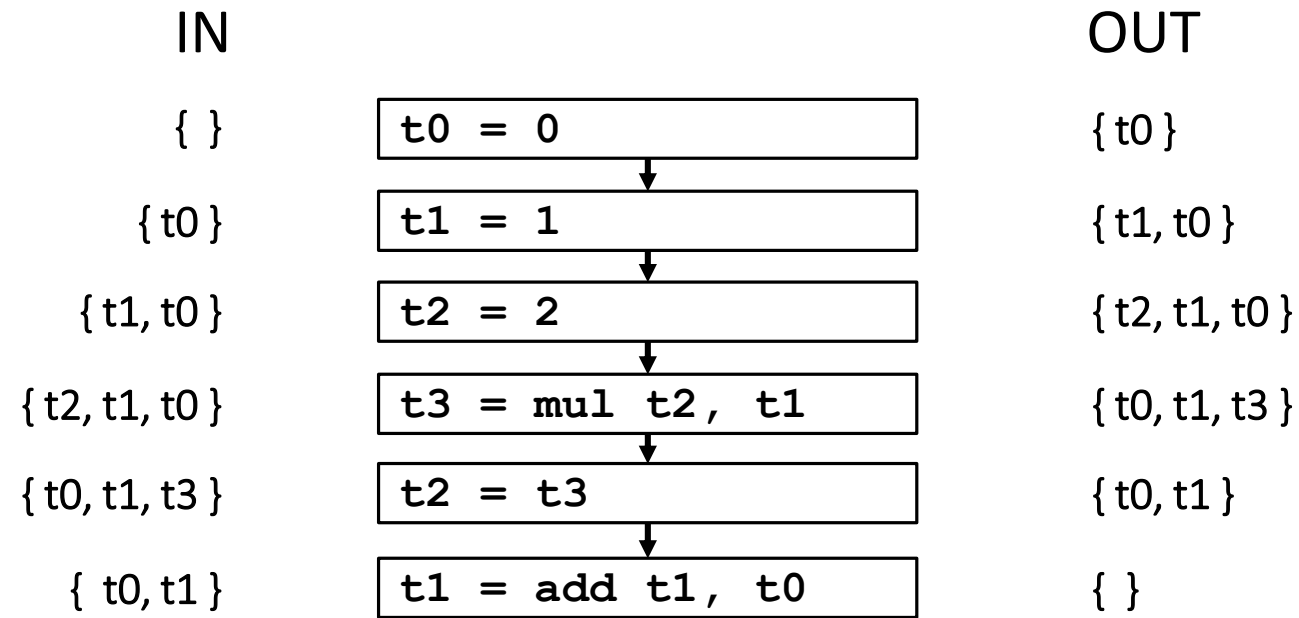 IN OUT
{ } t0 = 0 { t0 }
{ t0 } t1 = 1 { t1, t0 }
{ t1, t0 } t2 = 2 { t2, t1, t0 }
{ t2, t1, t0 } t3 = mul t2, t1 { t0, t1, t3 }
{ t0, t1, t3 } t2 = t3 { t0, t1 }
{ t0, t1 } t1 = add t1, t0 { }